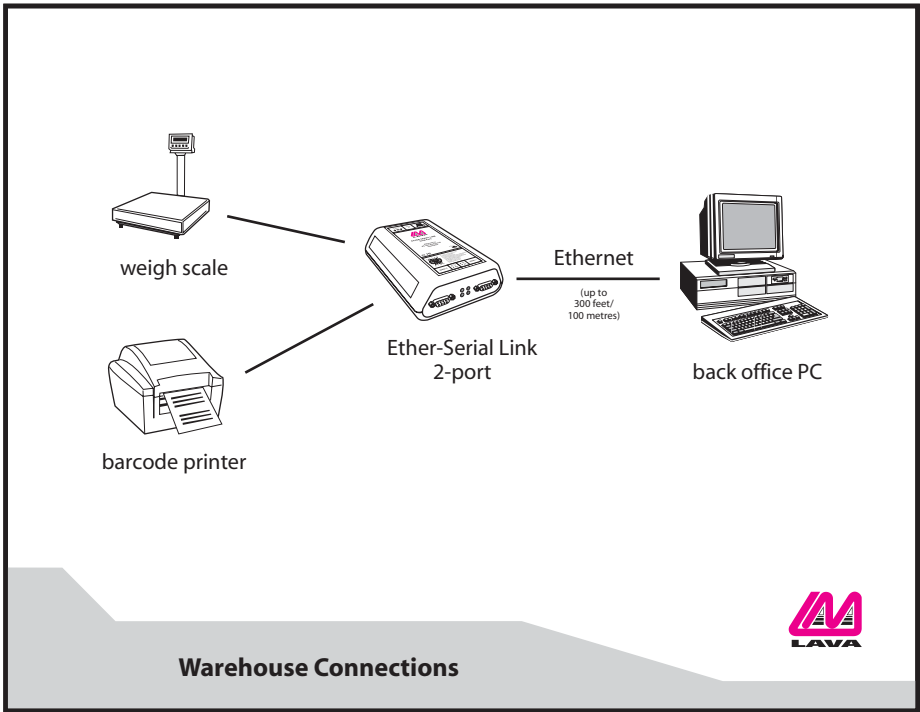 weigh scale
Ethernet
(up to
300 feet/
100 metres)
Ether-Serial Link
2-port
back office PC
barcode printer
LAVA
Warehouse Connections